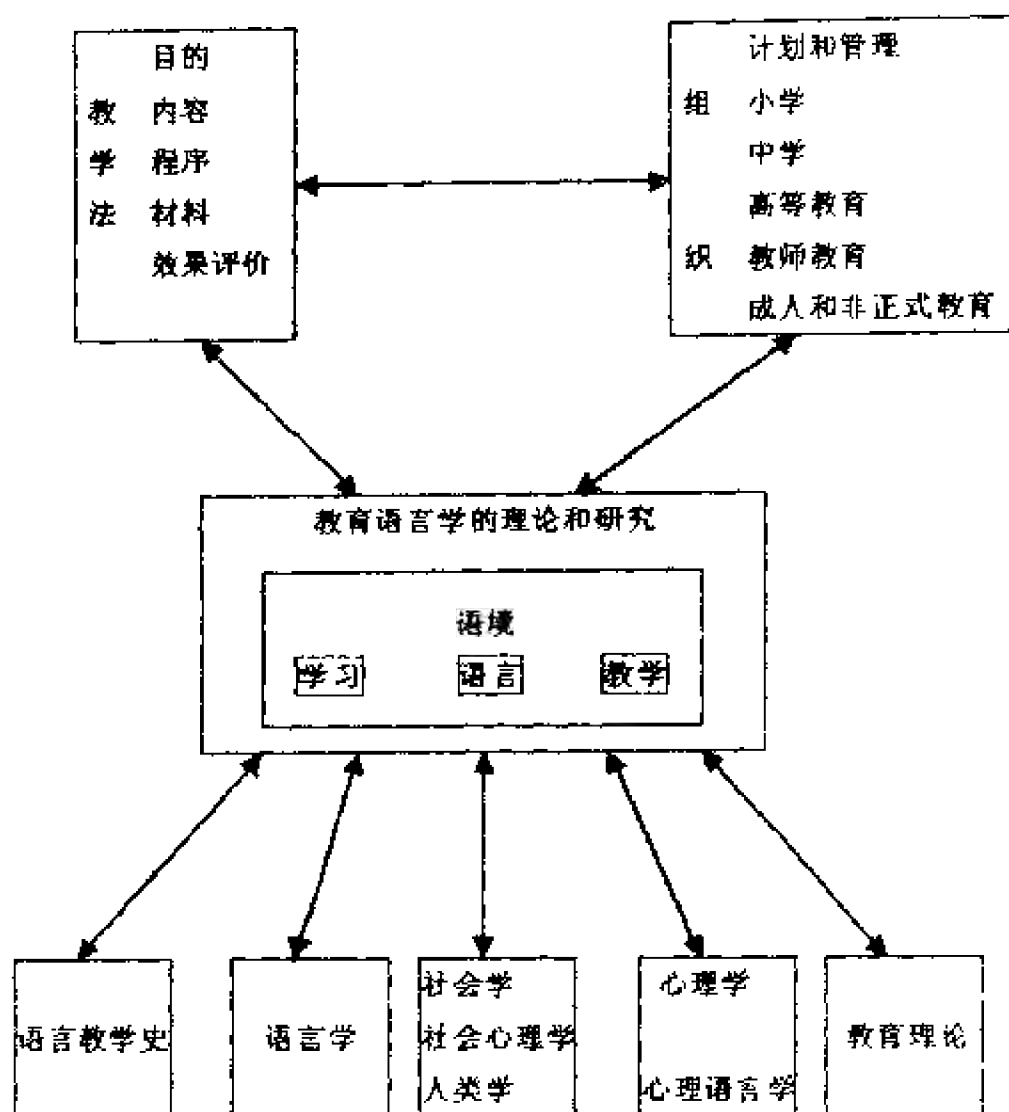 目的
教 内容
学 程序
法 材料
效果评价
计划和管理
组 小学
中学
高等教育
织 教师教育
成人和非正式教育
教育语言学的理论和研究
语境
学习 语言 教学
语言教学史
语言学
社会学
社会心理学
人类学
心理学
心理语言学
教育理论